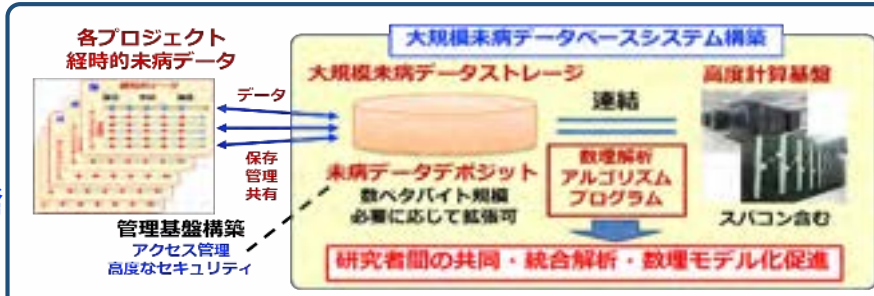 各プロジェクト
経時的未病データ
データ
保存
管理
共有
管理基盤構築
アクセス管理
高度なセキュリティ
大規模未病データベースシステム構築
大規模未病データストレージ
未病データデポジット
数ペタバイト規模
必要に応じて拡張可
連結
数理解析
アルゴリズム
プログラム
高度計算基盤
スパコン含む
研究者間の共同・統合解析・数理モデル化促進